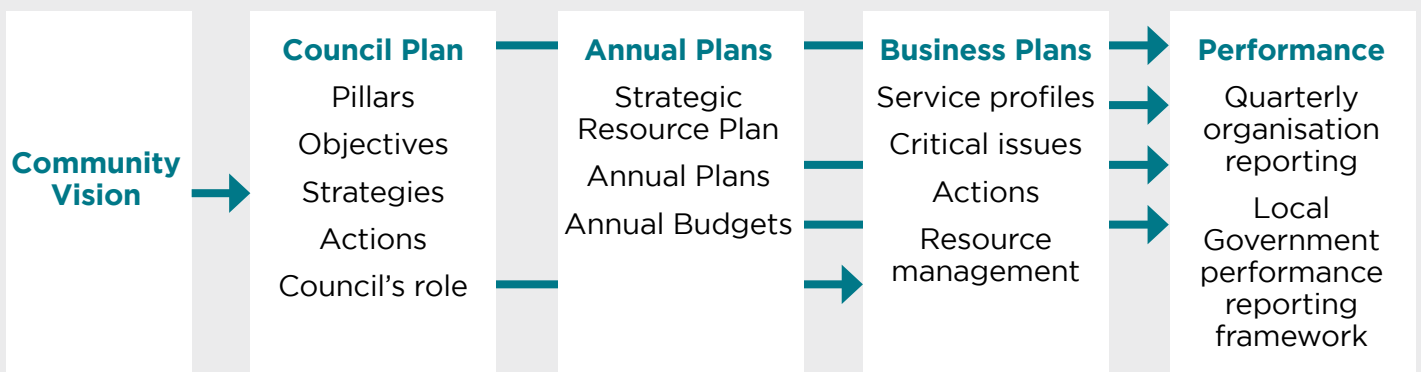 Community
Vision
Council Plan
Pillars
Objectives
Strategies
Actions
Council’s role
Annual Plans
Strategic
Resource Plan
Annual Plans
Annual Budgets
Business Plans
Service profiles
Critical issues
Actions
Resource
management
Performance
Quarterly
organisation
reporting
Local
Government
performance
reporting
framework